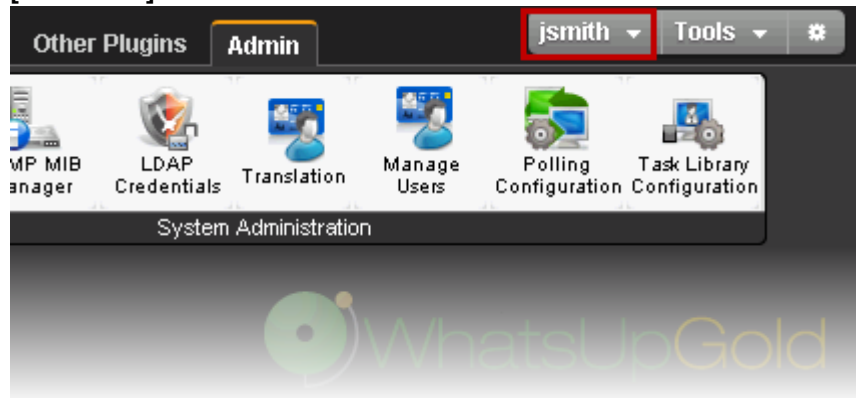 Other Plugins
Admin
jsmith
Tools
LDAP
Credentials
Translation
Manage
Users
Polling
Configuration
Task Library
Configuration
System Administration
WhatsUpGold